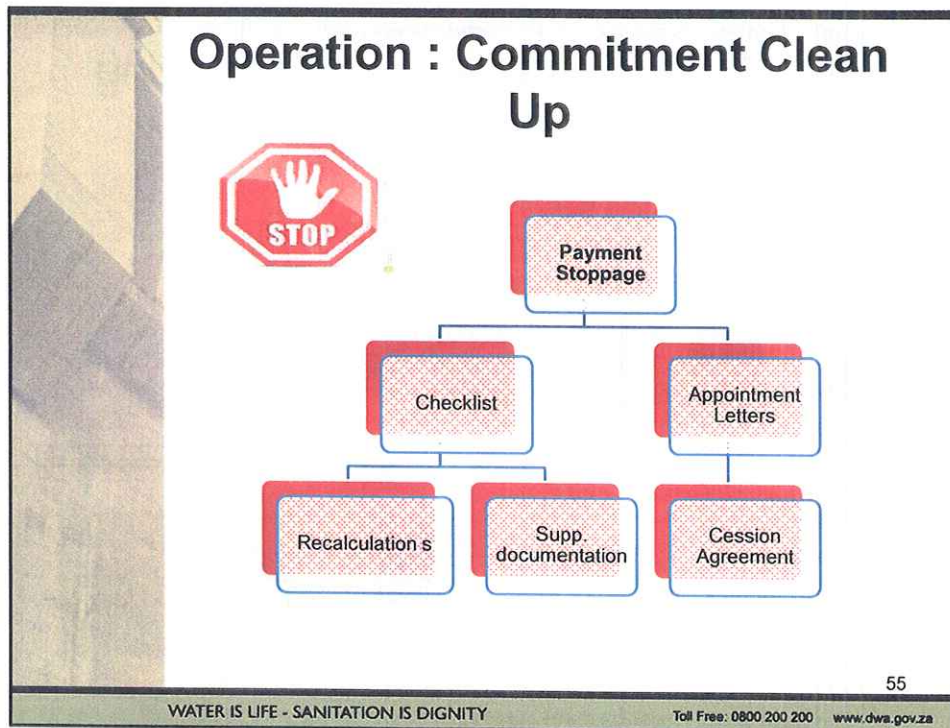 Operation : Commitment Clean
Up
STOP
Payment
Stoppage
Checklist
Appointment
Letters
Recalculation s
Supp.
documentation
Cession
Agreement
55
WATER IS LIFE - SANITATION IS DIGNITY
Toll Free: 0800 200 200 www.dwa.gov.za